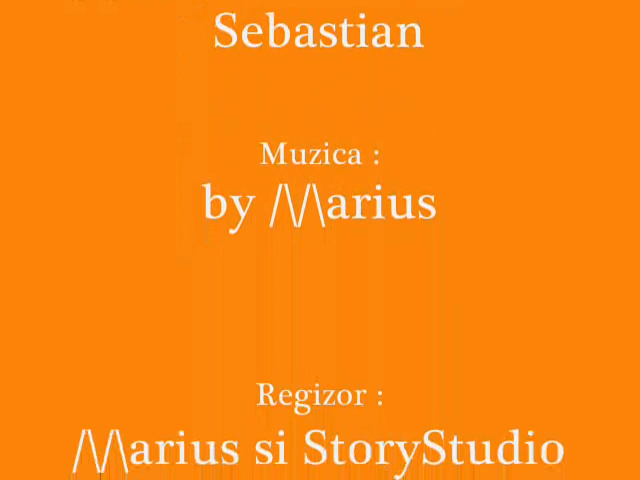 Sebastian
Muzica :
by /\/\arius
Regizor :
/\/\arius si StoryStudio